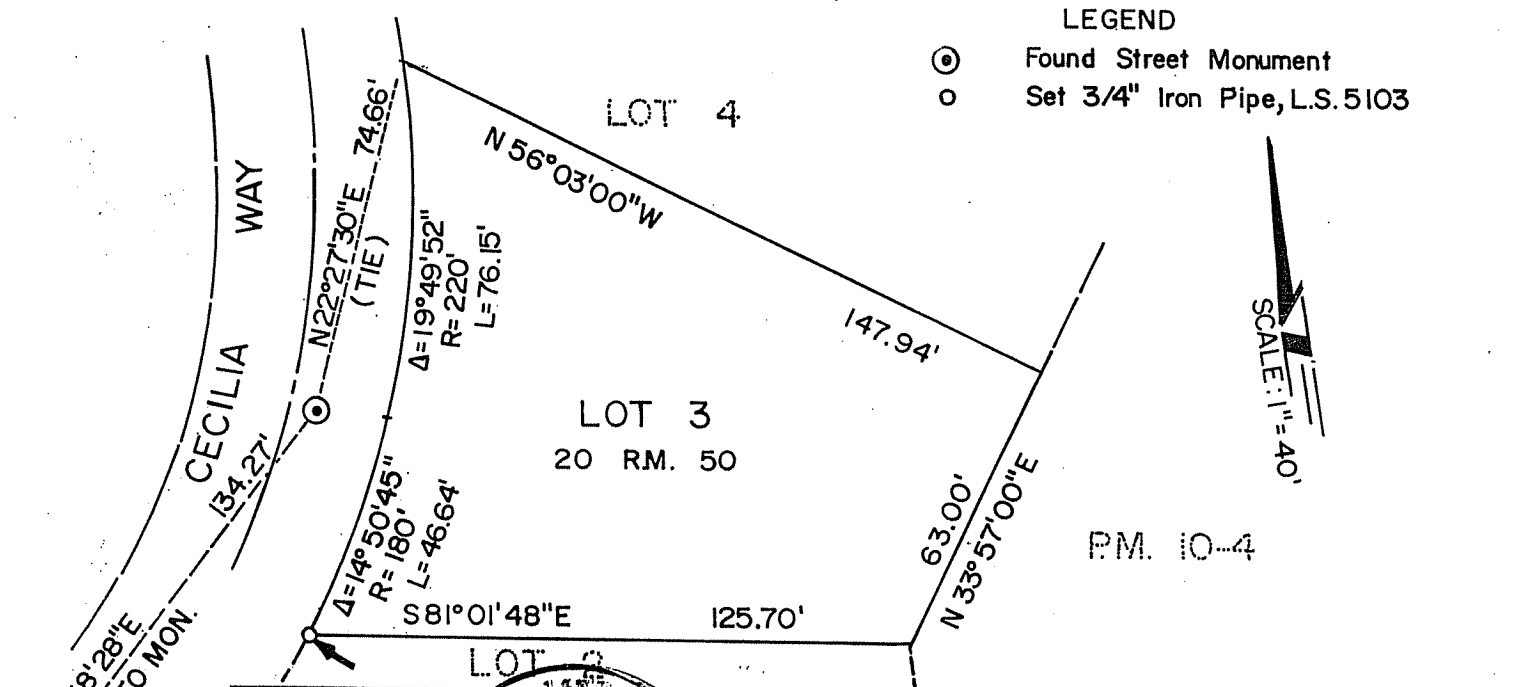 LEGEND
Found Street Monument
Set 3/4" Iron Pipe, L.S. 5103
LOT 4
N 56°03'00"W
147.94'
74.66'
N22°27'30"E
(TIE)
WAY
CECILIA
Δ=19°49'52"
R=220'
L=76.15'
134.27'
LOT 3
20 R.M. 50
SCALE: 1"=40'
63.00'
N 33°57'00"E
P.M. 10-4
Δ=14°50'45"
R=180'
L=46.64'
S81°01'48"E 125.70'
8'28"E
TO MON.
LOT